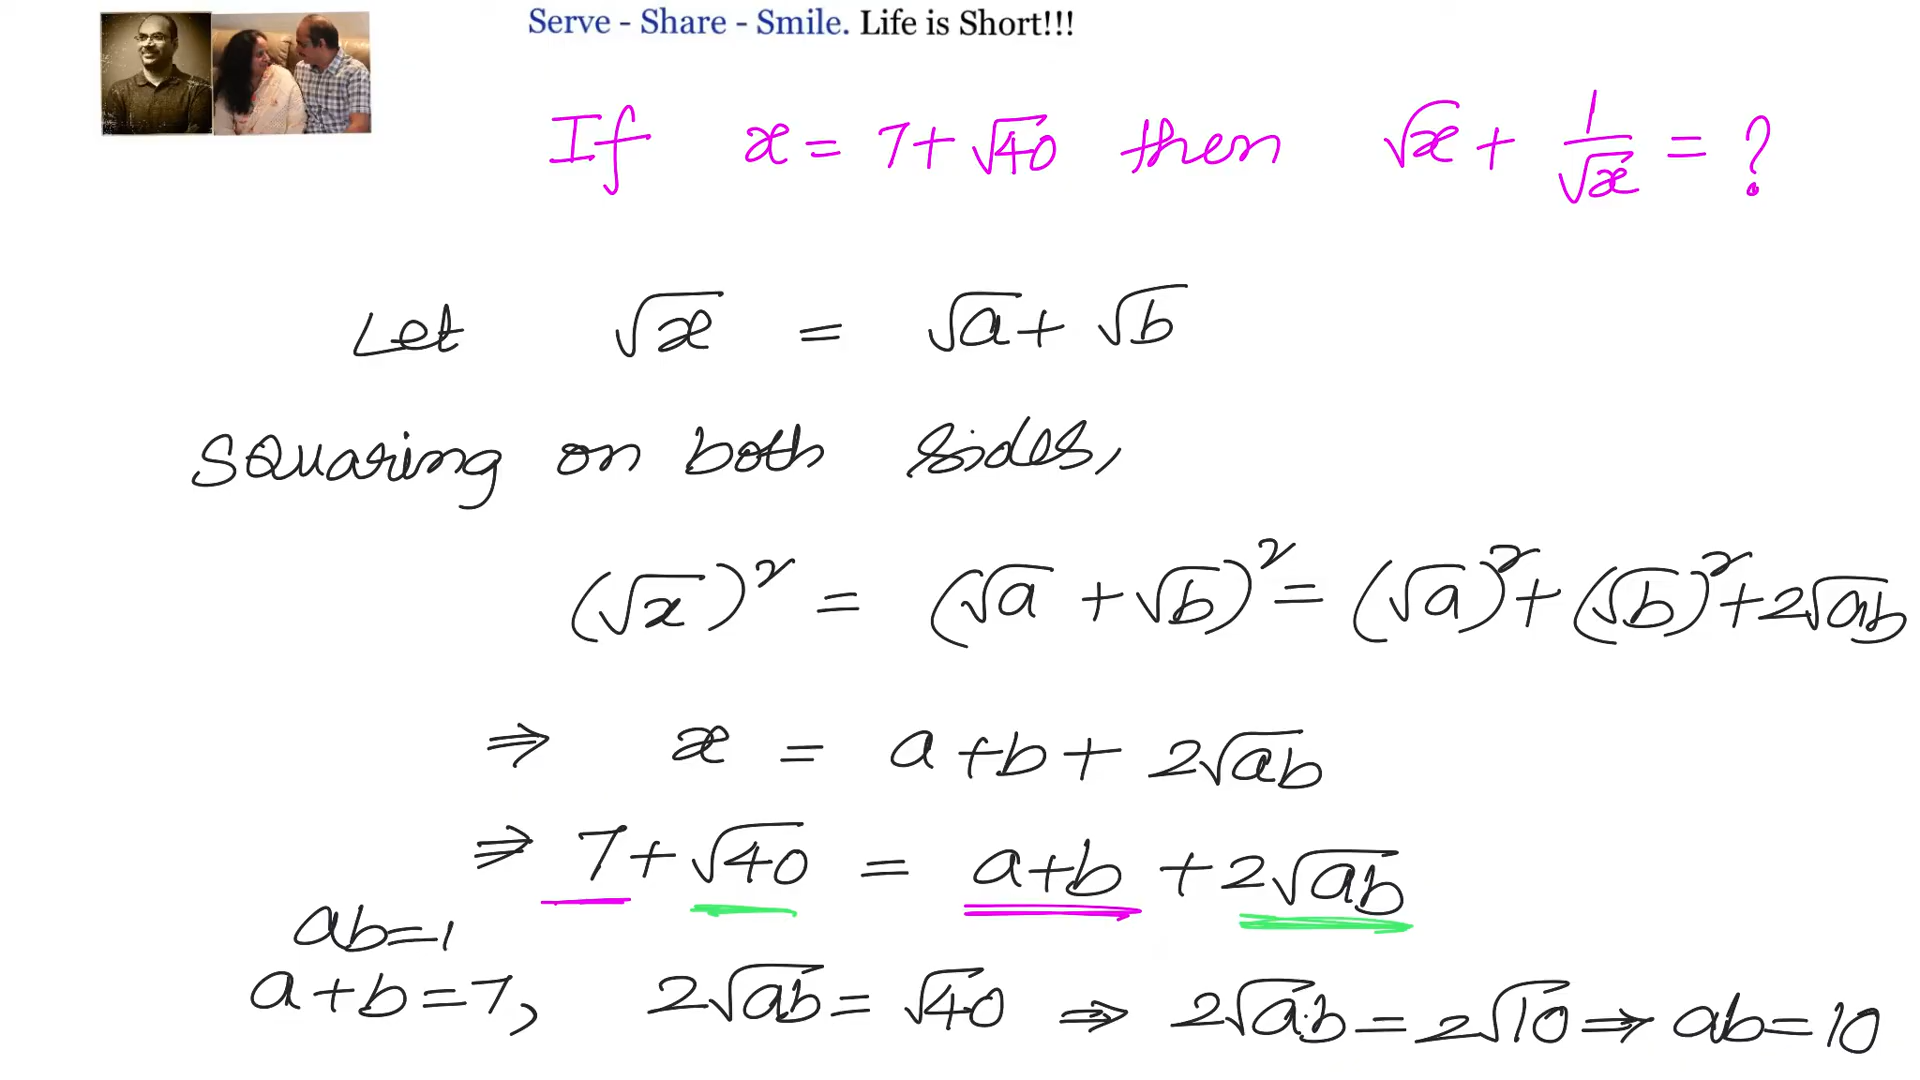 Serve - Share - Smile. Life is Short!!!
If x = 7 + √40 then √x + 1/√x = ?
Let √x = √a + √b
Squaring on both sides,
(√x)² = (√a + √b)² = (√a)² + (√b)² + 2√ab
⇒ x = a + b + 2√ab
⇒ 7 + √40 = a + b + 2√ab
ab = 1
a + b = 7, 2√ab = √40 ⇒ 2√a.b = 2√10 ⇒ ab = 10